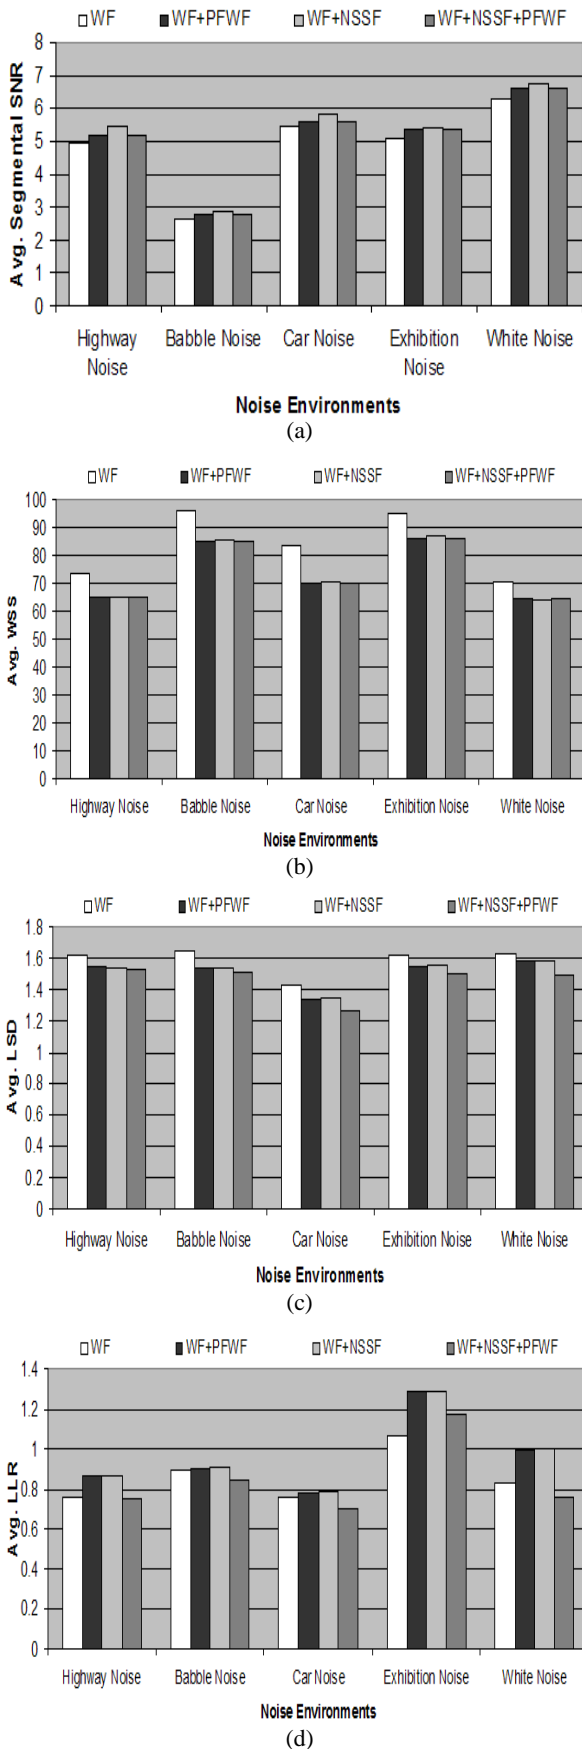 WF WF+PFWF WF+NSSF WF+NSSF+PFWF
Avg. Segmental SNR
8
7
6
5
4
3
2
1
0
Highway Noise Babble Noise Car Noise Exhibition Noise White Noise
Noise Environments
(a)
WF WF+PFWF WF+NSSF WF+NSSF+PFWF
Avg. WSS
100
90
80
70
60
50
40
30
20
10
0
Highway Noise Babble Noise Car Noise Exhibition Noise White Noise
Noise Environments
(b)
WF WF+PFWF WF+NSSF WF+NSSF+PFWF
Avg. LSD
1.8
1.6
1.4
1.2
1
0.8
0.6
0.4
0.2
0
Highway Noise Babble Noise Car Noise Exhibition Noise White Noise
Noise Environments
(c)
WF WF+PFWF WF+NSSF WF+NSSF+PFWF
Avg. LLR
1.4
1.2
1
0.8
0.6
0.4
0.2
0
Highway Noise Babble Noise Car Noise Exhibition Noise White Noise
Noise Environments
(d)